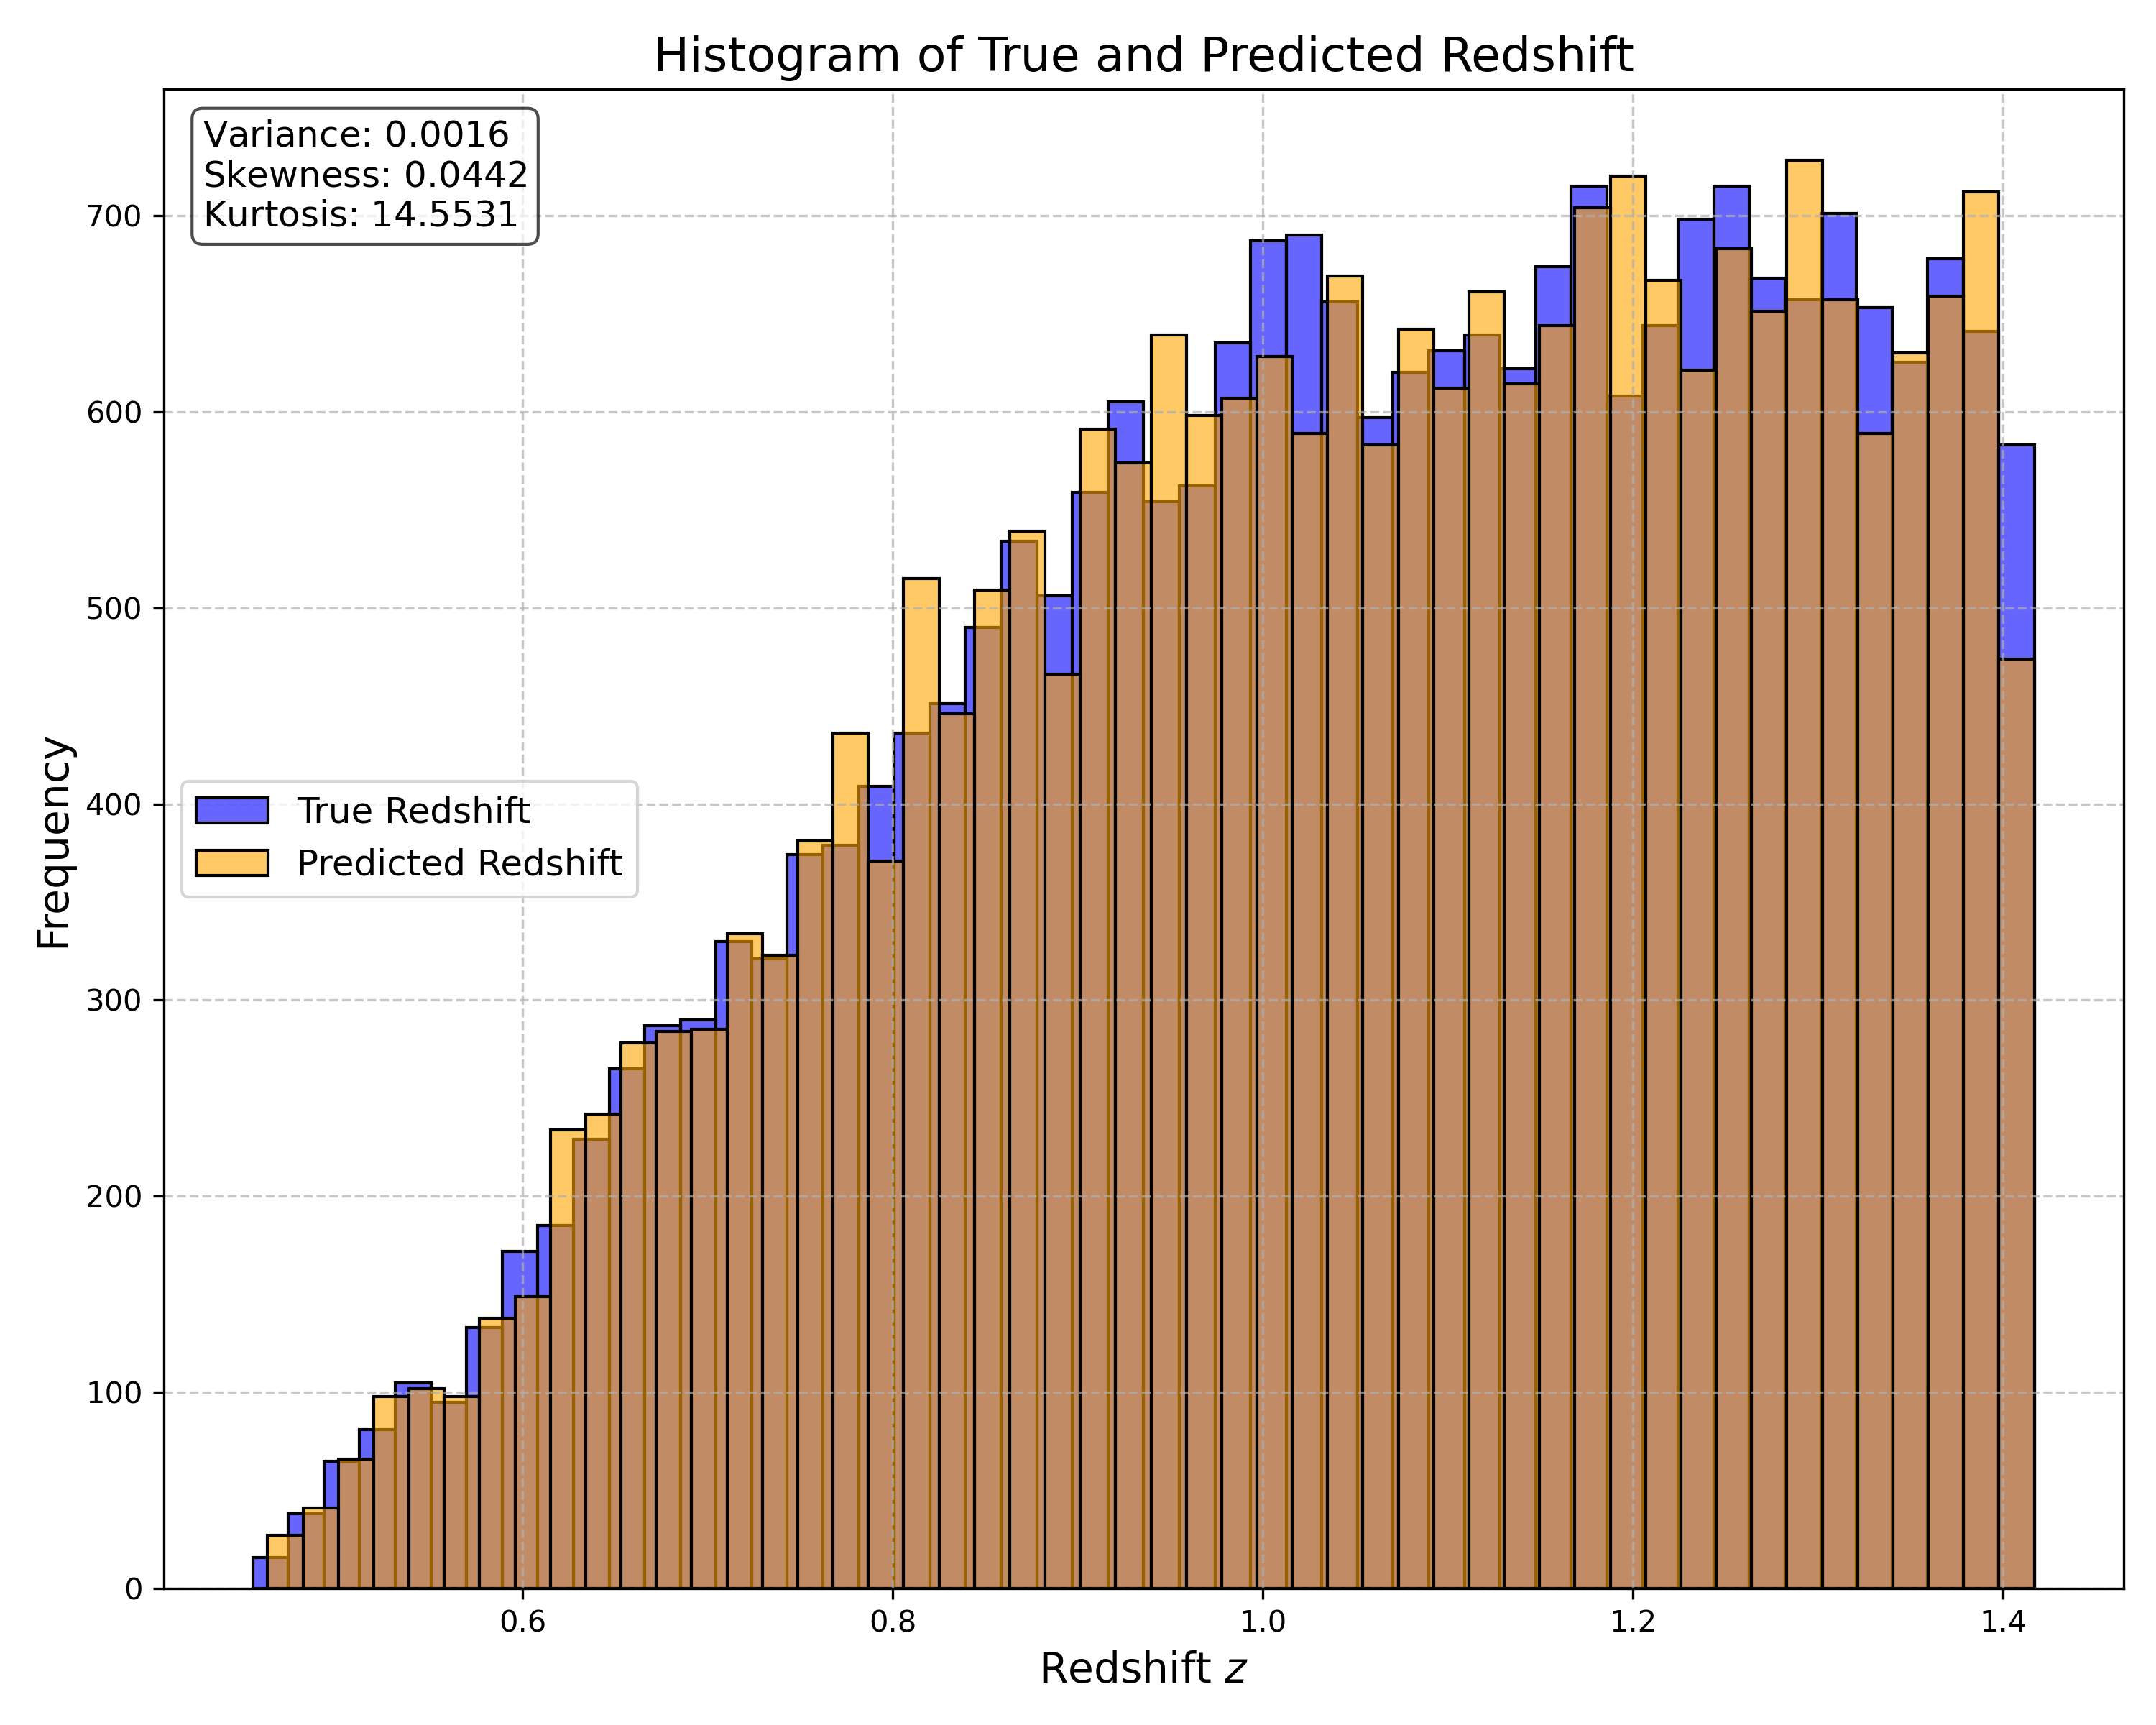 Histogram of True and Predicted Redshift
Variance: 0.0016
Skewness: 0.0442
Kurtosis: 14.5531
700
600
500
400
300
200
100
0
Frequency
True Redshift
Predicted Redshift
0.6
0.8
1.0
1.2
1.4
Redshift z